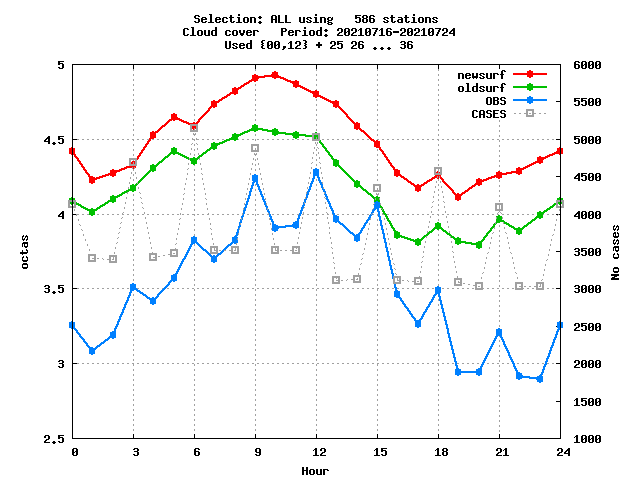 Selection: ALL using   586 stations
Cloud cover   Period: 20210716-20210724
Used {00,12} + 25 26 ... 36
newsurf
oldsurf
OBS
CASES
octas
No cases
5
4.5
4
3.5
3
2.5
6000
5500
5000
4500
4000
3500
3000
2500
2000
1500
1000
0 3 6 9 12 15 18 21 24
Hour